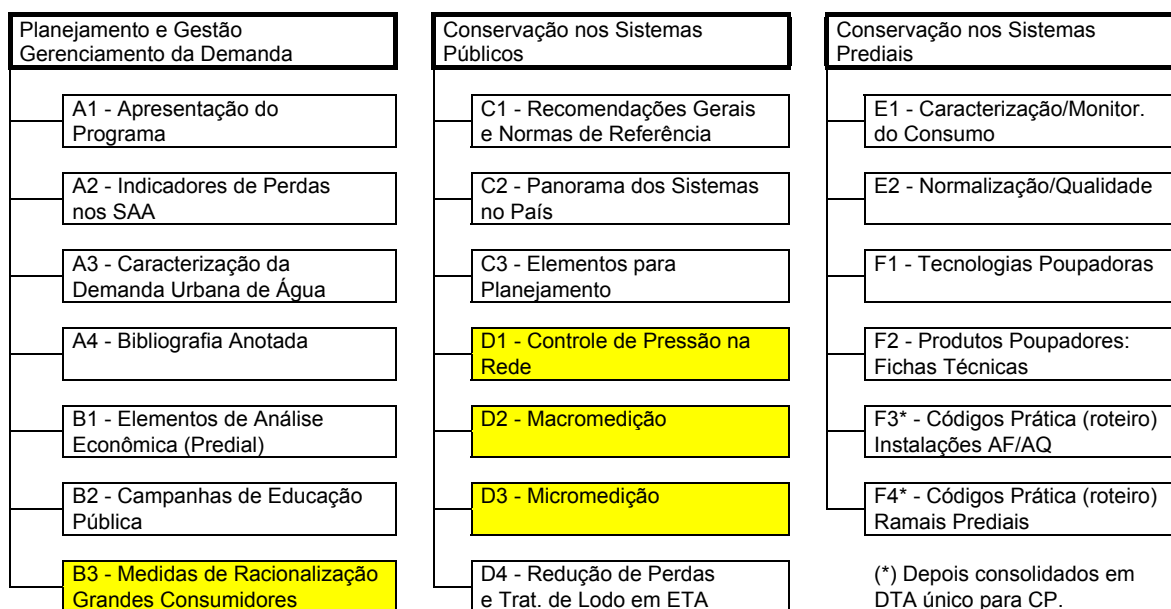 Planejamento e Gestão
Gerenciamento da Demanda
A1 - Apresentação do
Programa
A2 - Indicadores de Perdas
nos SAA
A3 - Caracterização da
Demanda Urbana de Água
A4 - Bibliografia Anotada
B1 - Elementos de Análise
Econômica (Predial)
B2 - Campanhas de Educação
Pública
B3 - Medidas de Racionalização
Grandes Consumidores
Conservação nos Sistemas
Públicos
C1 - Recomendações Gerais
e Normas de Referência
C2 - Panorama dos Sistemas
no País
C3 - Elementos para
Planejamento
D1 - Controle de Pressão na
Rede
D2 - Macromedição
D3 - Micromedição
D4 - Redução de Perdas
e Trat. de Lodo em ETA
Conservação nos Sistemas
Prediais
E1 - Caracterização/Monitor.
do Consumo
E2 - Normalização/Qualidade
F1 - Tecnologias Poupadoras
F2 - Produtos Poupadores:
Fichas Técnicas
F3* - Códigos Prática (roteiro)
Instalações AF/AQ
F4* - Códigos Prática (roteiro)
Ramais Prediais
(*) Depois consolidados em
DTA único para CP.